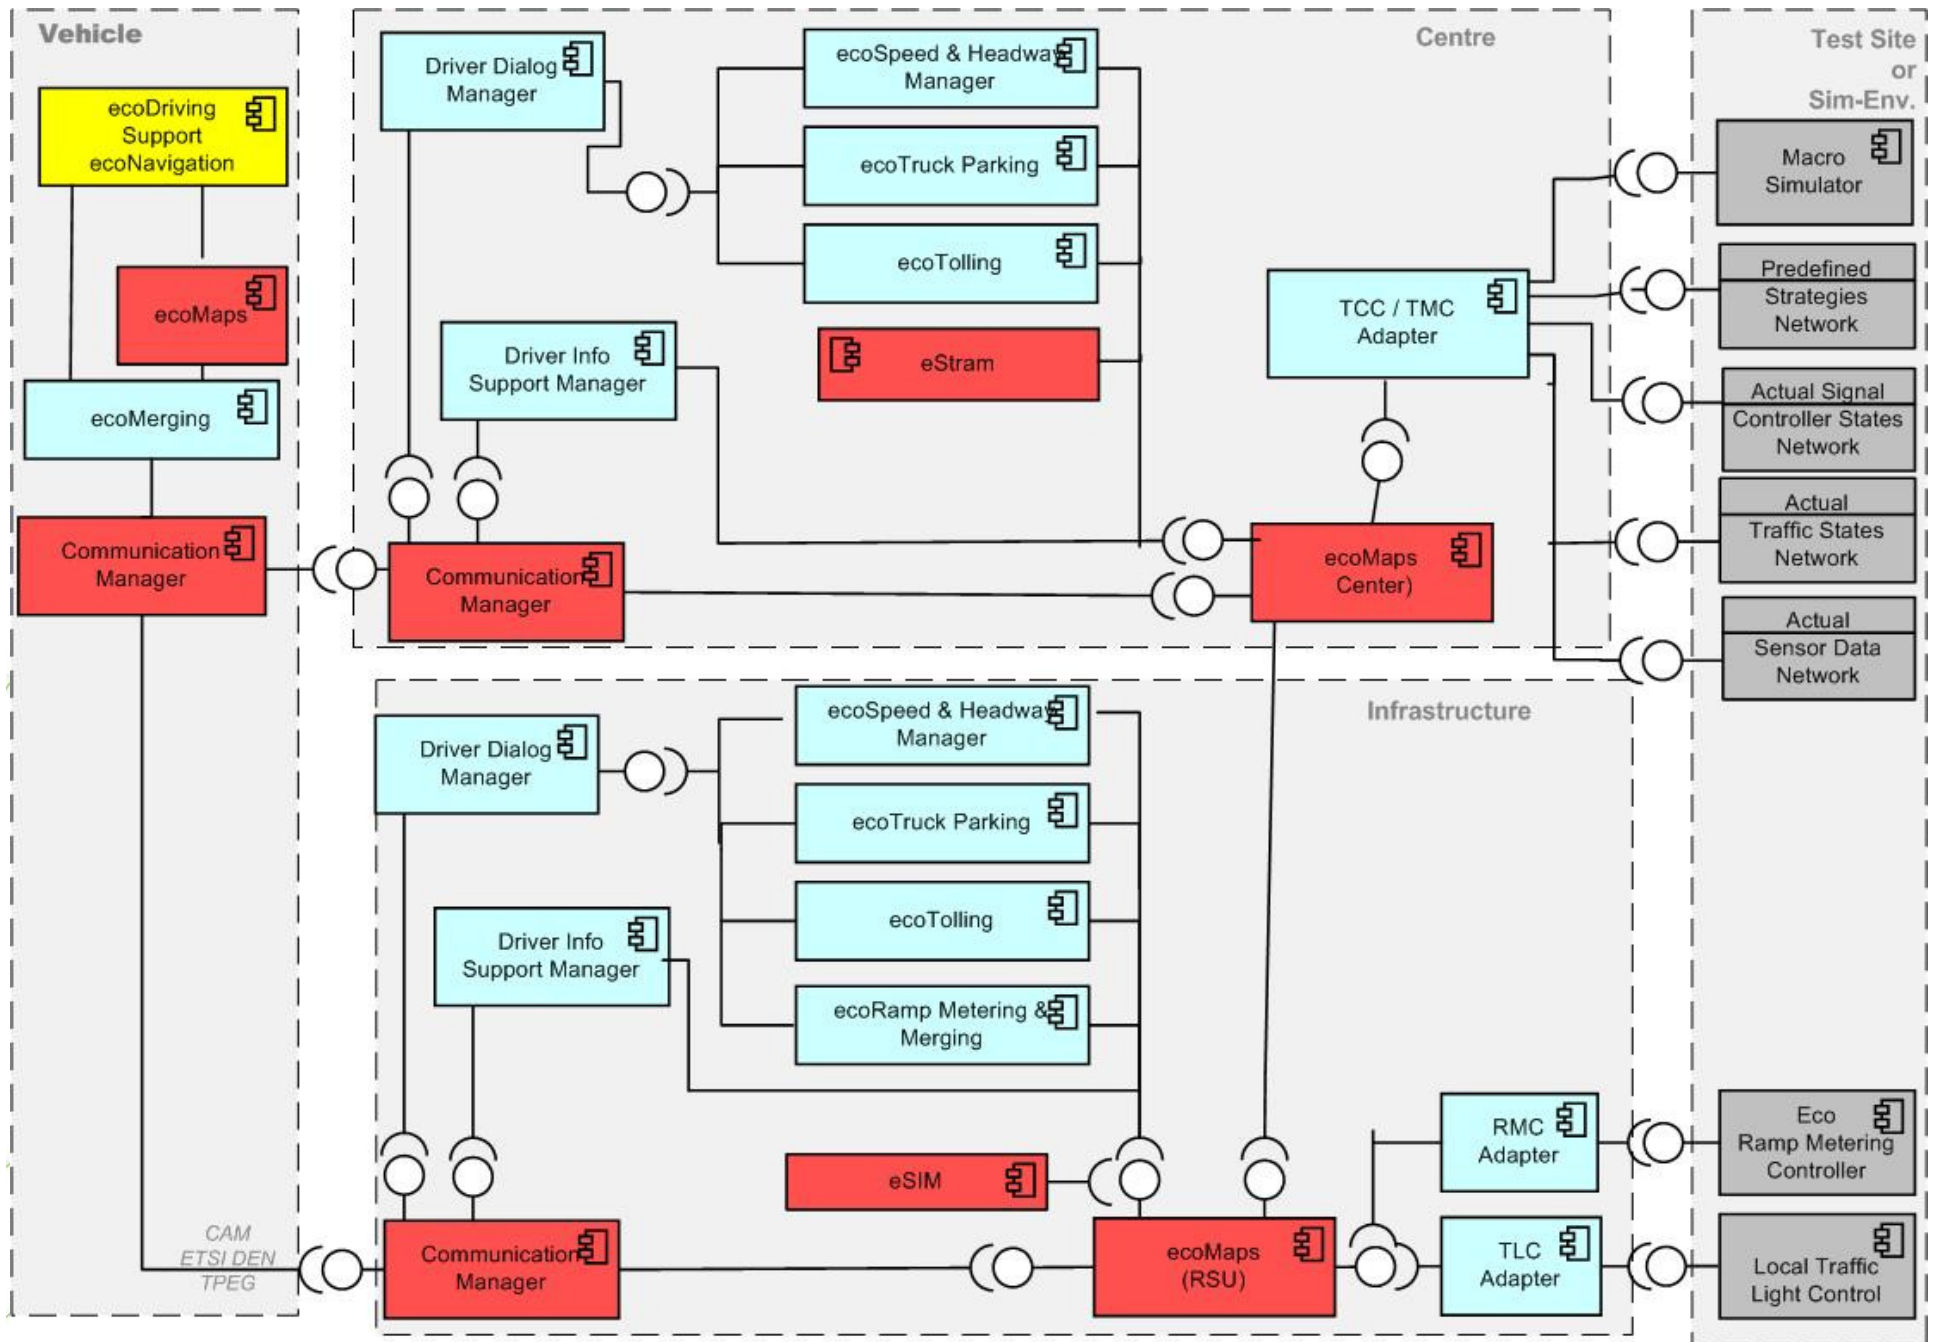 Vehicle
ecoDriving
Support
ecoNavigation
ecoMaps
ecoMerging
Communication
Manager
CAM
ETSI DEN
TPEG
Centre
Driver Dialog
Manager
ecoSpeed & Headway
Manager
ecoTruck Parking
ecoTolling
eStram
Driver Info
Support Manager
TCC / TMC
Adapter
Communication
Manager
ecoMaps
Center)
Infrastructure
Driver Dialog
Manager
ecoSpeed & Headway
Manager
ecoTruck Parking
ecoTolling
ecoRamp Metering &
Merging
Driver Info
Support Manager
eSIM
Communication
Manager
ecoMaps
(RSU)
RMC
Adapter
TLC
Adapter
Test Site
or
Sim-Env.
Macro
Simulator
Predefined
Strategies
Network
Actual Signal
Controller States
Network
Actual
Traffic States
Network
Actual
Sensor Data
Network
Eco
Ramp Metering
Controller
Local Traffic
Light Control